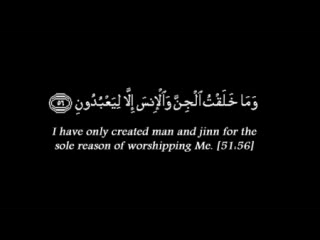 وَمَا خَلَقْتُ ٱلْجِنَّ وَٱلْإِنسَ إِلَّا لِيَعْبُدُونِ ۝٥٦
I have only created man and jinn for the
sole reason of worshipping Me. [51:56]